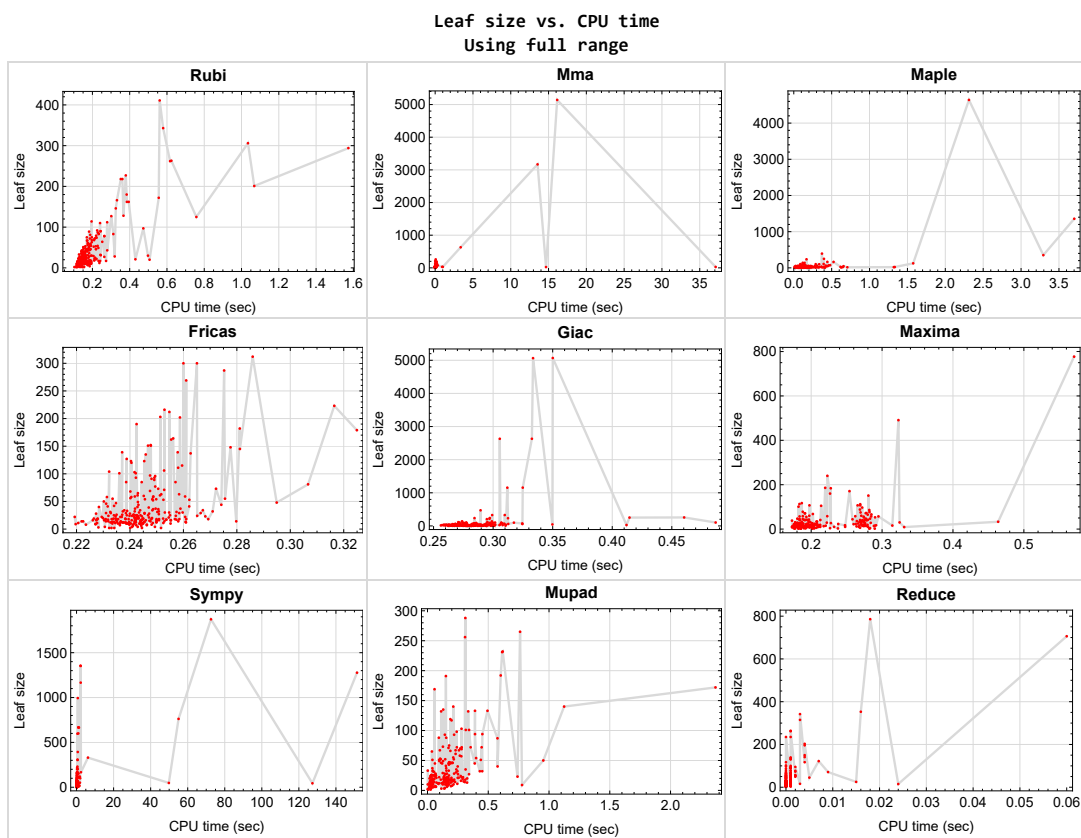 Leaf size vs. CPU time
Using full range
Rubi
Mma
Maple
Leaf size
400
300
200
100
0
0.2 0.4 0.6 0.8 1.0 1.2 1.4 1.6
CPU time (sec)
Leaf size
5000
4000
3000
2000
1000
0
0 5 10 15 20 25 30 35
CPU time (sec)
Leaf size
4000
3000
2000
1000
0
0.0 0.5 1.0 1.5 2.0 2.5 3.0 3.5
CPU time (sec)
Fricas
Giac
Maxima
Leaf size
300
250
200
150
100
50
0
0.22 0.24 0.26 0.28 0.30 0.32
CPU time (sec)
Leaf size
5000
4000
3000
2000
1000
0
0.25 0.30 0.35 0.40 0.45
CPU time (sec)
Leaf size
800
600
400
200
0
0.2 0.3 0.4 0.5
CPU time (sec)
Sympy
Mupad
Reduce
Leaf size
1500
1000
500
0
0 20 40 60 80 100 120 140
CPU time (sec)
Leaf size
300
250
200
150
100
50
0
0.0 0.5 1.0 1.5 2.0
CPU time (sec)
Leaf size
800
600
400
200
0
0.00 0.01 0.02 0.03 0.04 0.05 0.06
CPU time (sec)